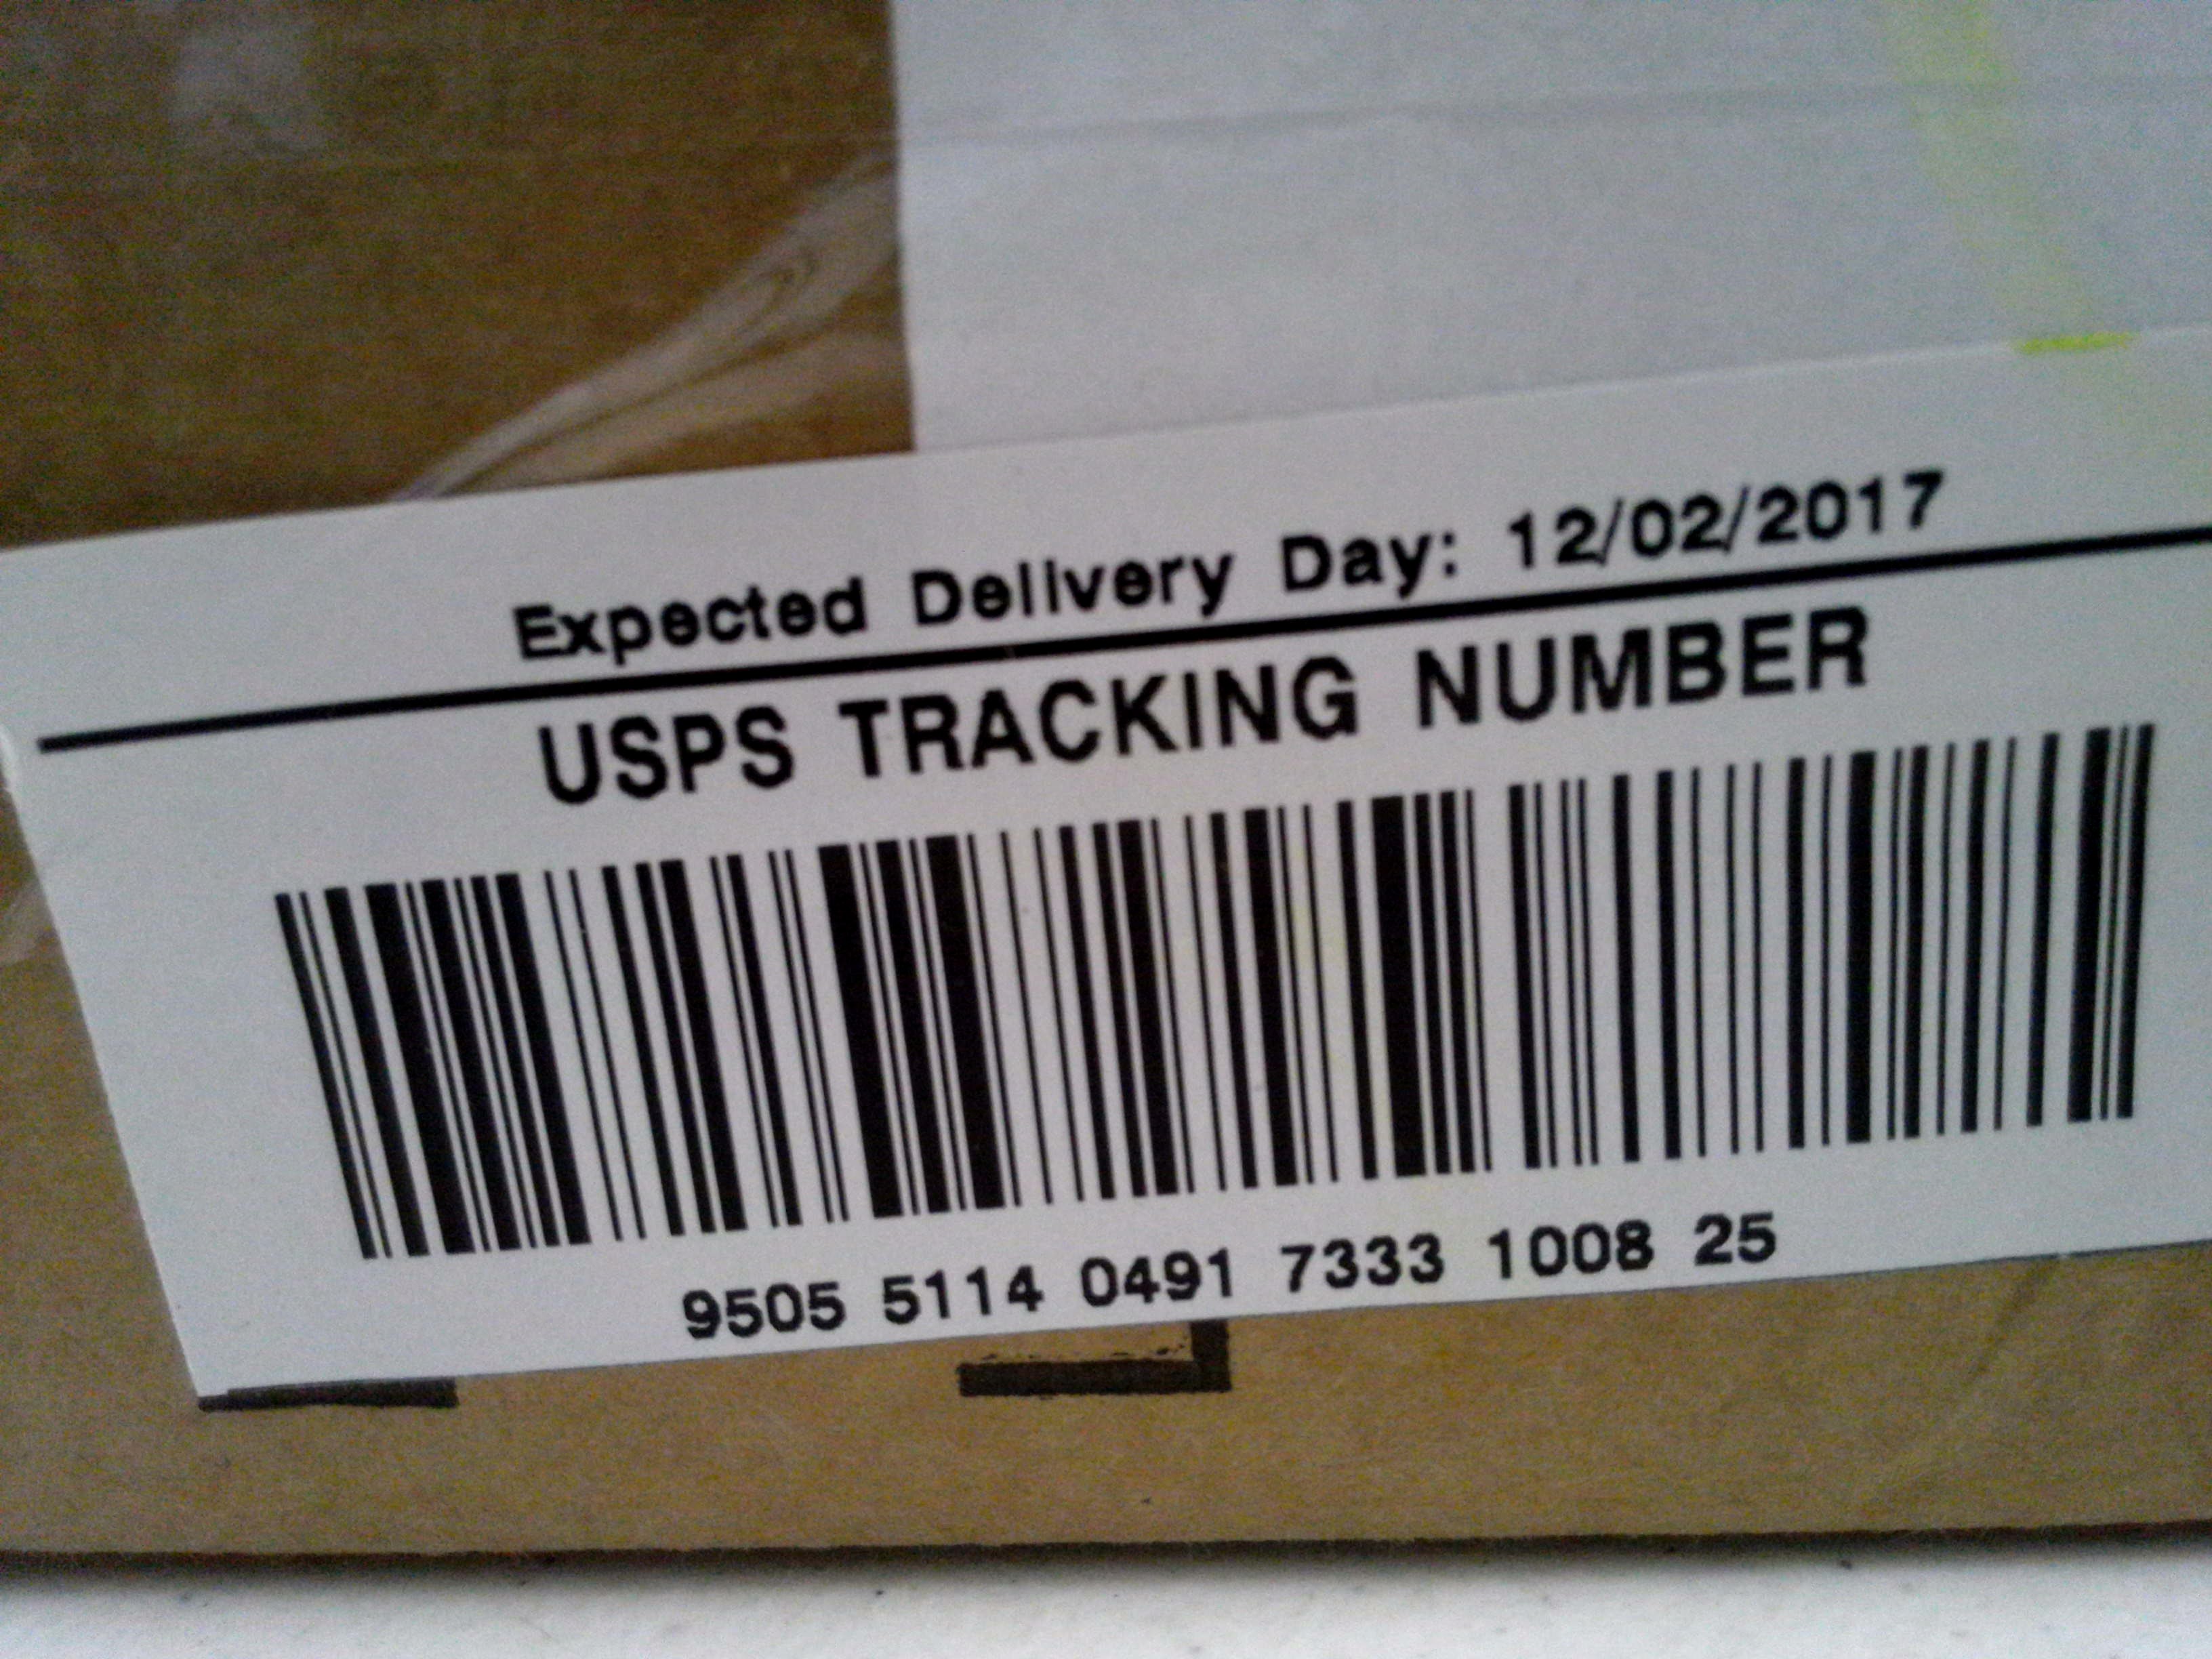 Expected Delivery Day: 12/02/2017
USPS TRACKING NUMBER
9505 5114 0491 7333 1008 25